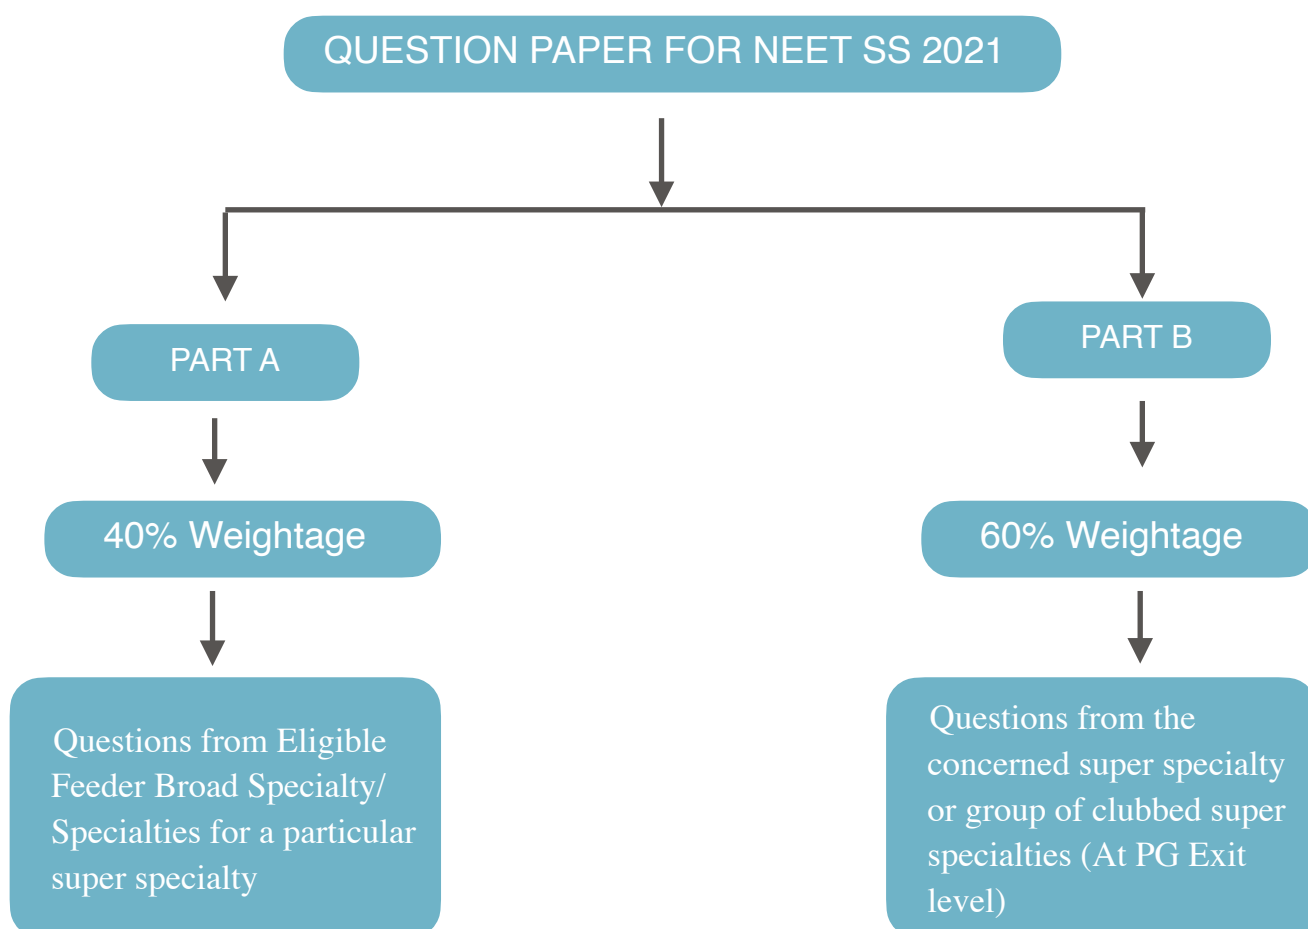 QUESTION PAPER FOR NEET SS 2021
PART A
PART B
40% Weightage
60% Weightage
Questions from Eligible
Feeder Broad Specialty/
Specialties for a particular
super specialty
Questions from the
concerned super specialty
or group of clubbed super
specialties (At PG Exit
level)